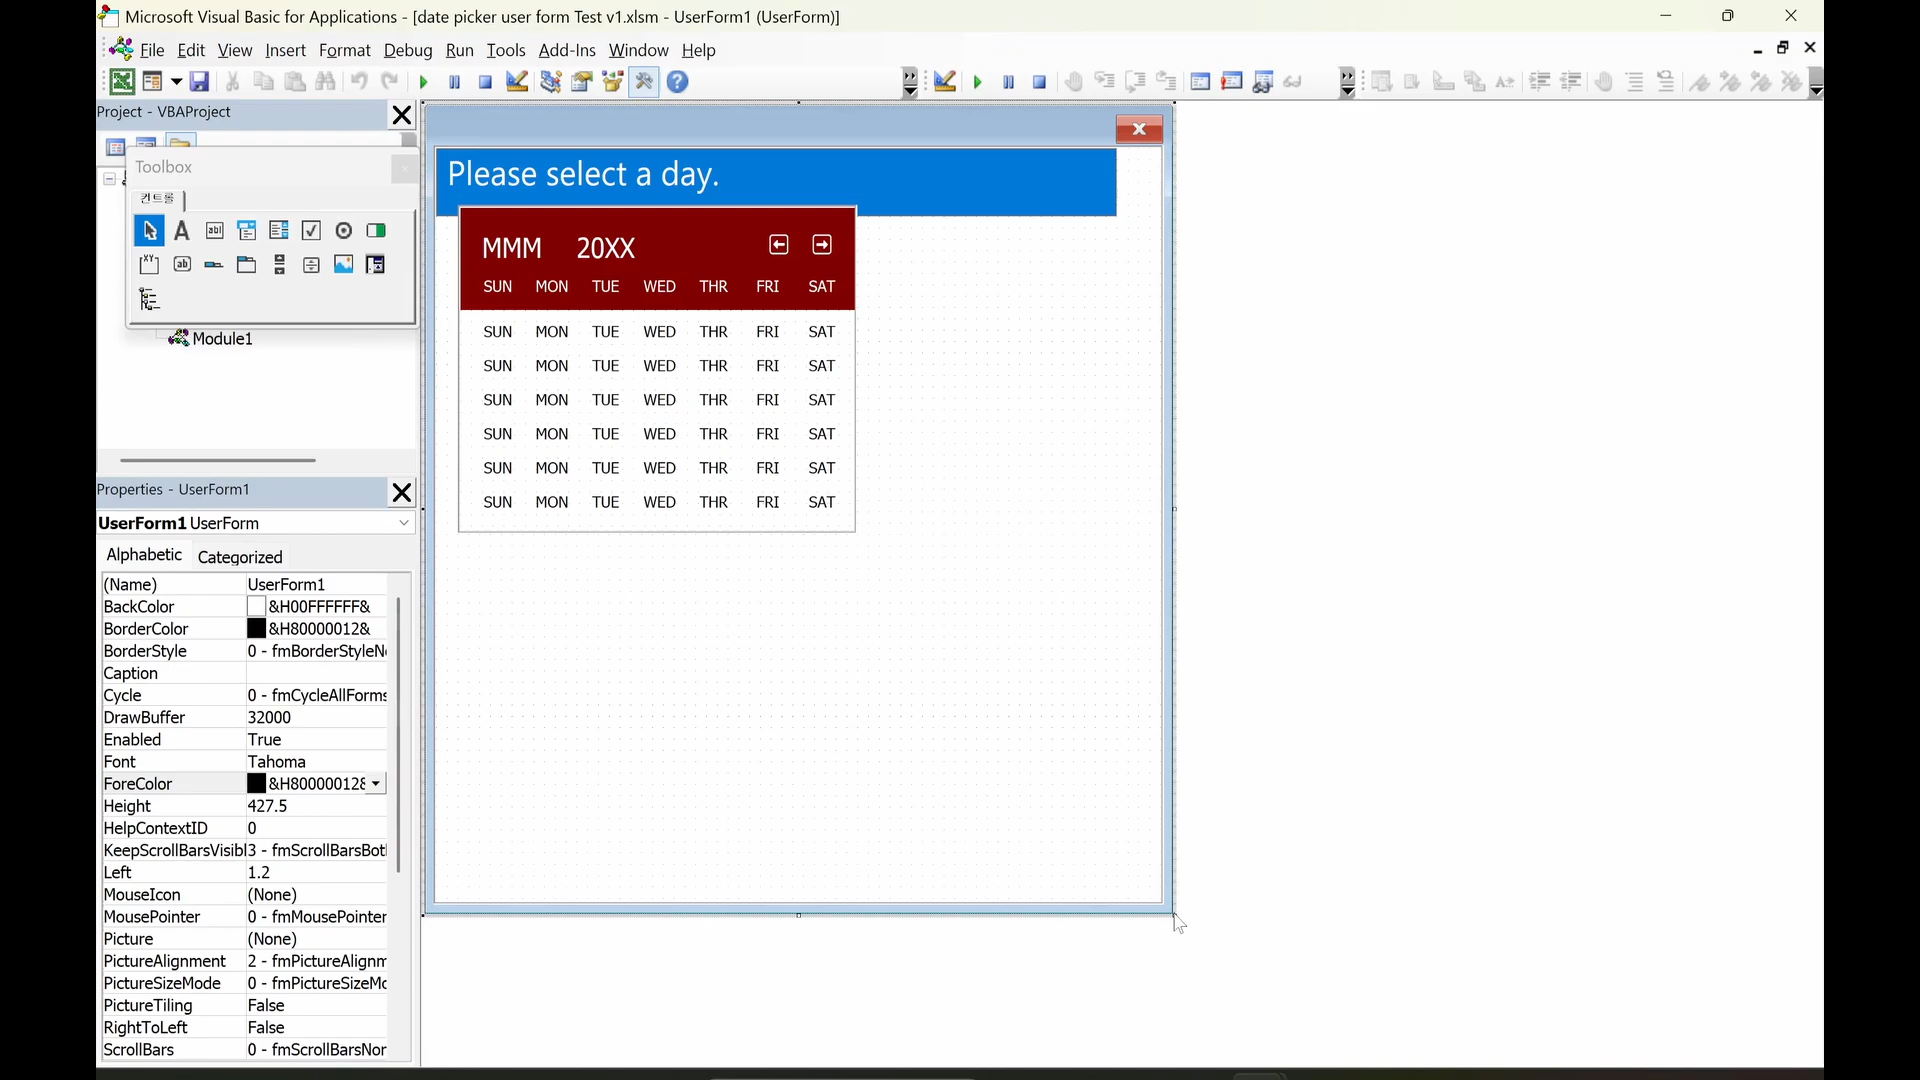 Microsoft Visual Basic for Applications - [date picker user form Test v1.xlsm - UserForm1 (UserForm)]
File Edit View Insert Format Debug Run Tools Add-Ins Window Help
Project - VBAProject
Toolbox
컨트롤
Module1
Properties - UserForm1
UserForm1 UserForm
Alphabetic Categorized
(Name) UserForm1
BackColor &H00FFFFFF&
BorderColor &H80000012&
BorderStyle 0 - fmBorderStyleN
Caption
Cycle 0 - fmCycleAllForms
DrawBuffer 32000
Enabled True
Font Tahoma
ForeColor &H80000012&
Height 427.5
HelpContextID 0
KeepScrollBarsVisibl 3 - fmScrollBarsBot
Left 1.2
MouseIcon (None)
MousePointer 0 - fmMousePointer
Picture (None)
PictureAlignment 2 - fmPictureAlignm
PictureSizeMode 0 - fmPictureSizeMo
PictureTiling False
RightToLeft False
ScrollBars 0 - fmScrollBarsNor
Please select a day.
MMM 20XX
SUN MON TUE WED THR FRI SAT
SUN MON TUE WED THR FRI SAT
SUN MON TUE WED THR FRI SAT
SUN MON TUE WED THR FRI SAT
SUN MON TUE WED THR FRI SAT
SUN MON TUE WED THR FRI SAT
SUN MON TUE WED THR FRI SAT